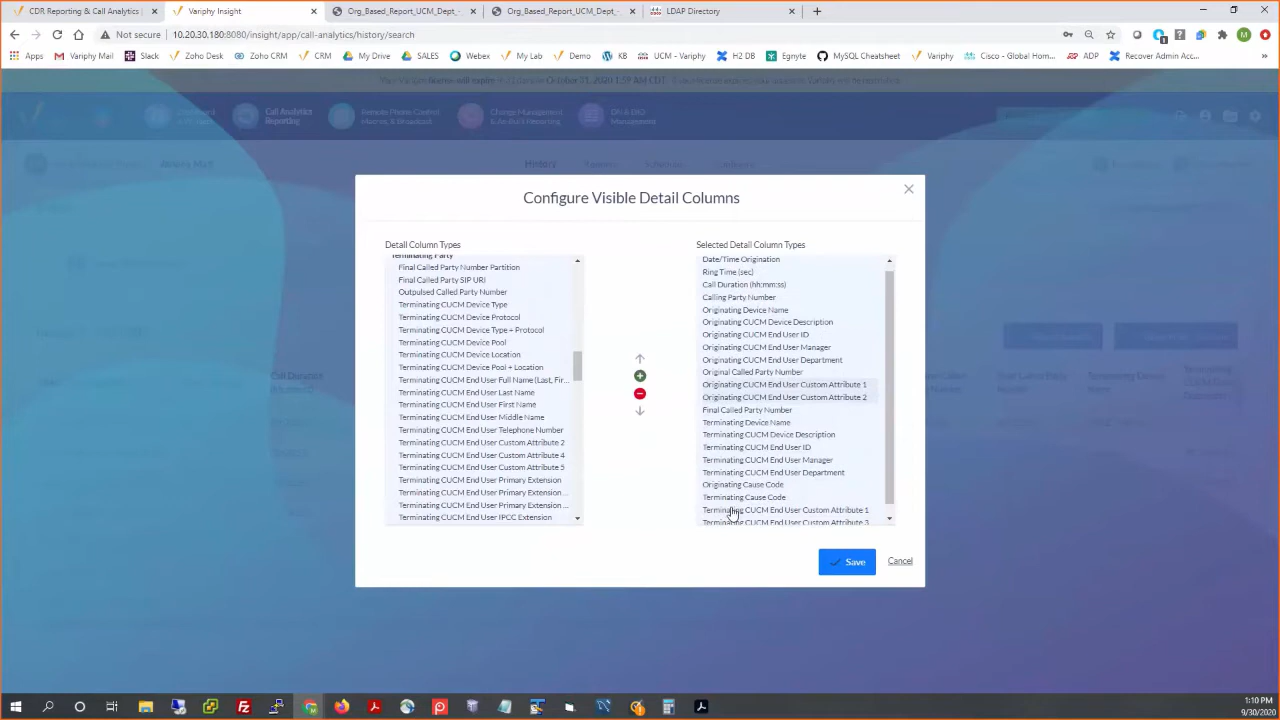 CDR Reporting & Call Analytics
Variphy Insight
Org_Based_Report_UCM_Dept_-
Org_Based_Report_UCM_Dept_-
LDAP Directory
Not secure
10.20.30.180:8080/insight/app/call-analytics/history/search
Apps
Variphy Mail
Zoho Desk
Zoho CRM
CRM
My Drive
SALES
Webex
My Lab
Demo
KB
UCM - Variphy
H2 DB
Egnyte
MySQL Cheatsheet
Variphy
Cisco - Global Hom...
ADP
Recover Admin Acc...
Call Analytics
Reporting
Remote Phone Control
Macros & Broadcast
Change Management
& As-Built Reporting
DN & DID
Management
History
Configure Visible Detail Columns
Detail Column Types
Terminating Party
Final Called Party Number Partition
Final Called Party SIP URI
Outpulsed Called Party Number
Terminating CUCM Device Type
Terminating CUCM Device Protocol
Terminating CUCM Device Type + Protocol
Terminating CUCM Device Pool
Terminating CUCM Device Location
Terminating CUCM Device Pool + Location
Terminating CUCM End User Full Name (Last, Fir...
Terminating CUCM End User Last Name
Terminating CUCM End User First Name
Terminating CUCM End User Middle Name
Terminating CUCM End User Telephone Number
Terminating CUCM End User Custom Attribute 2
Terminating CUCM End User Custom Attribute 4
Terminating CUCM End User Custom Attribute 5
Terminating CUCM End User Primary Extension
Terminating CUCM End User Primary Extension ...
Terminating CUCM End User Primary Extension ...
Terminating CUCM End User IPCC Extension
Selected Detail Column Types
Date/Time Origination
Ring Time (sec)
Call Duration (hh:mm:ss)
Calling Party Number
Originating Device Name
Originating CUCM Device Description
Originating CUCM End User ID
Originating CUCM End User Manager
Originating CUCM End User Department
Original Called Party Number
Originating CUCM End User Custom Attribute 1
Originating CUCM End User Custom Attribute 2
Final Called Party Number
Terminating Device Name
Terminating CUCM Device Description
Terminating CUCM End User ID
Terminating CUCM End User Manager
Terminating CUCM End User Department
Originating Cause Code
Terminating Cause Code
Terminating CUCM End User Custom Attribute 1
Terminating CUCM End User Custom Attribute 3
Save
Cancel
Call Duration
1:10 PM
9/30/2020